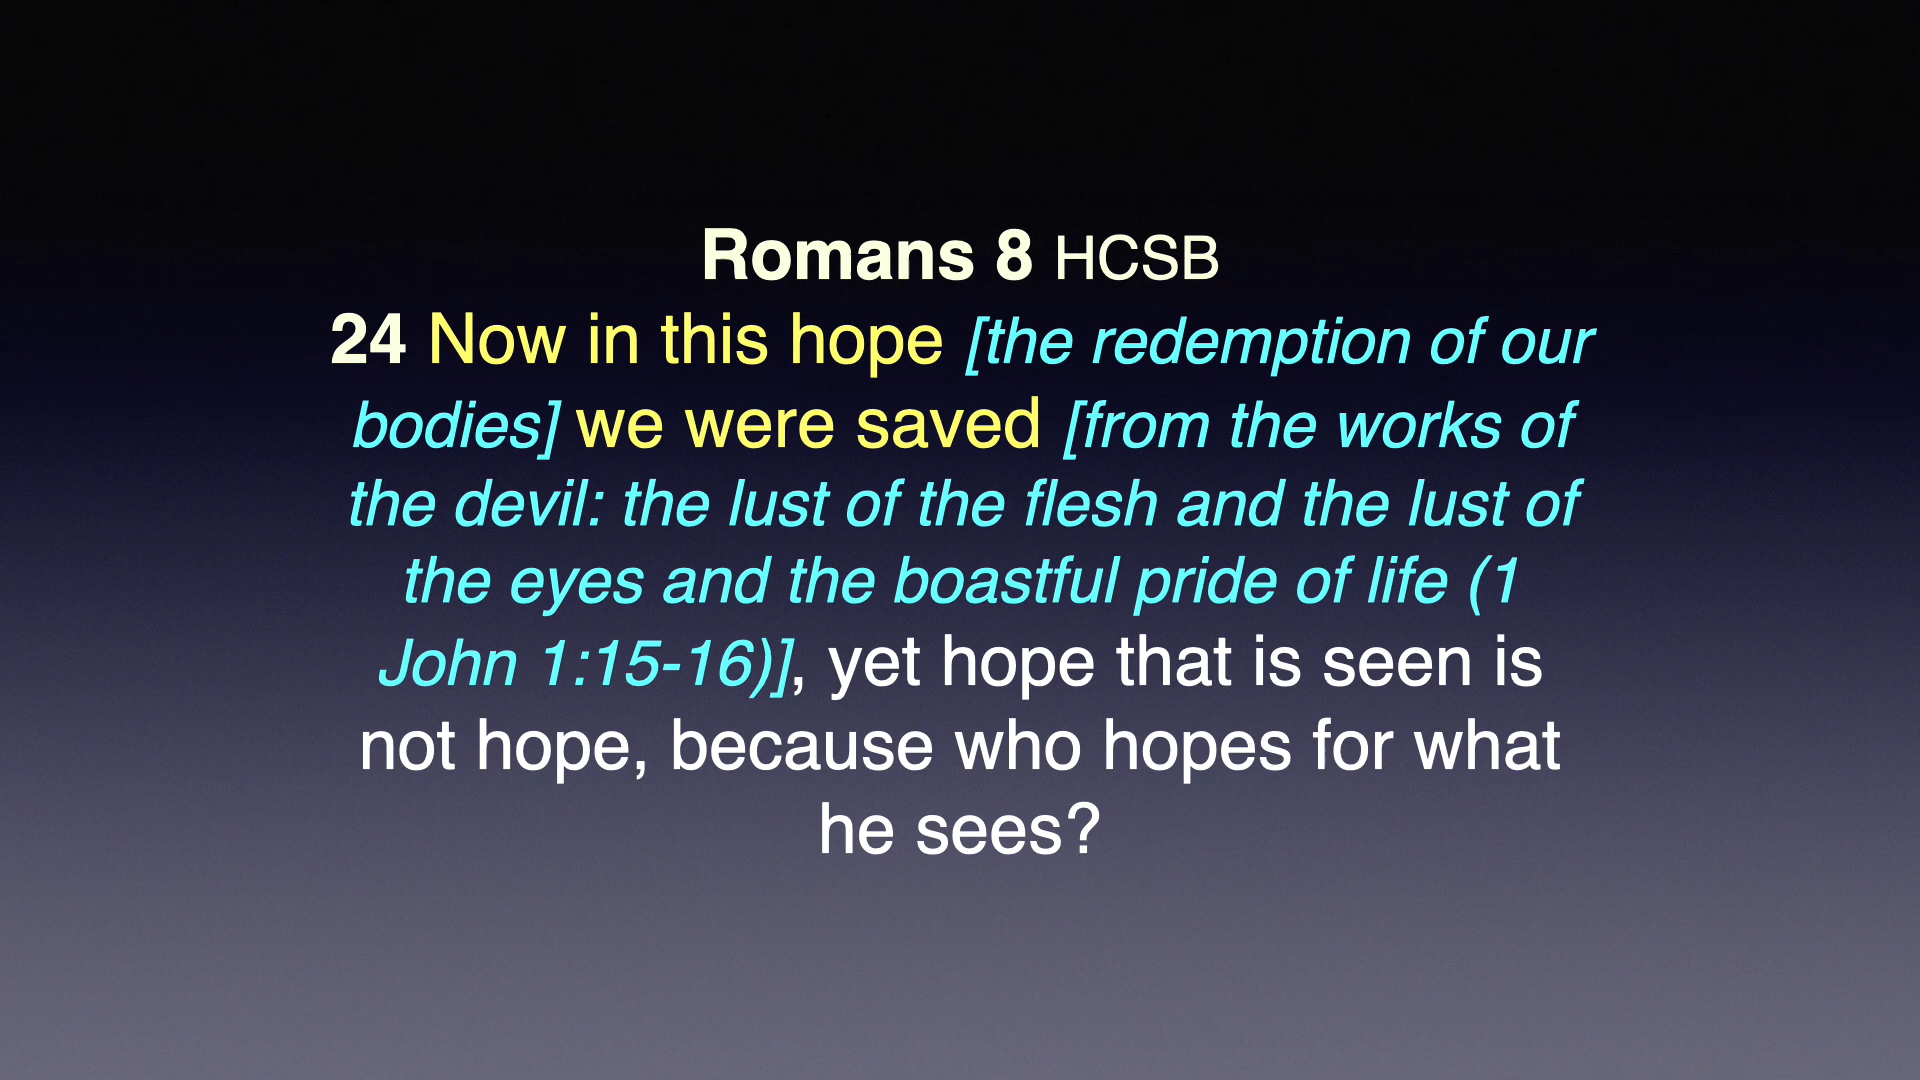 Romans 8 HCSB
24 Now in this hope [the redemption of our
bodies] we were saved [from the works of
the devil: the lust of the flesh and the lust of
the eyes and the boastful pride of life (1
John 1:15-16)], yet hope that is seen is
not hope, because who hopes for what
he sees?